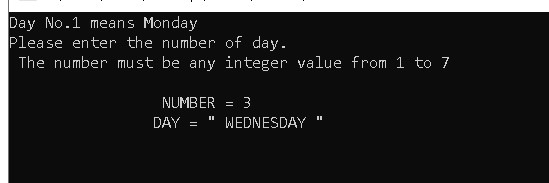 Day No.1 means Monday
Please enter the number of day.
The number must be any integer value from 1 to 7
NUMBER = 3
DAY = " WEDNESDAY "